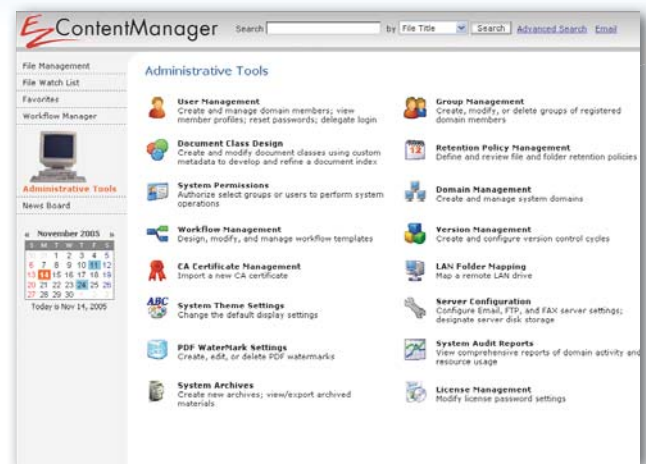 EZContentManager
Search by File Title Search Advanced Search Email
File Management
File Watch List
Favorites
Workflow Manager
Administrative Tools
News Board
« November 2005 »
S M T W T F S
1 2 3 4 5
6 7 8 9 10 11 12
13 14 15 16 17 18 19
20 21 22 23 24 25 26
27 28 29 30
Today is Nov 14, 2005
Administrative Tools
User Management
Create and manage domain members; view
member profiles; reset passwords; delegate login
Group Management
Create, modify, or delete groups of registered
domain members
Document Class Design
Create and modify document classes using custom
metadata to develop and refine a document index
Retention Policy Management
Define and review file and folder retention policies
System Permissions
Authorize select groups or users to perform system
operations
Domain Management
Create and manage system domains
Workflow Management
Design, modify, and manage workflow templates
Version Management
Create and configure version control cycles
CA Certificate Management
Import a new CA certificate
LAN Folder Mapping
Map a remote LAN drive
ABC
System Theme Settings
Change the default display settings
Server Configuration
Configure Email, FTP, and FAX server settings;
designate server disk storage
PDF WaterMark Settings
Create, edit, or delete PDF watermarks
System Audit Reports
View comprehensive reports of domain activity and
resource usage
System Archives
Create new archives; view/export archived
materials
License Management
Modify license password settings